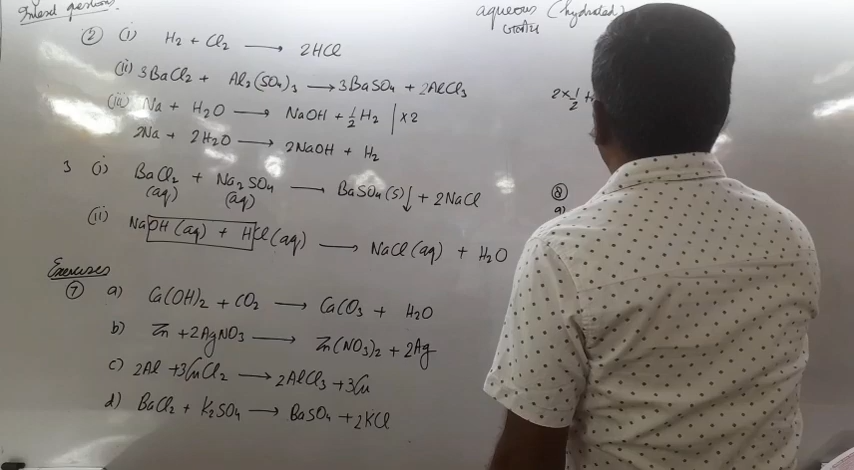 Intext questions.
② (i) H₂ + Cl₂ ⟶ 2HCl
(ii) 3BaCl₂ + Al₂(SO₄)₃ ⟶ 3BaSO₄ + 2AlCl₃
(iii) Na + H₂O ⟶ NaOH + ½H₂ | x 2
2Na + 2H₂O ⟶ 2NaOH + H₂
3 (i) BaCl₂ + Na₂SO₄ ⟶ BaSO₄(s)↓ + 2NaCl
(aq) (aq)
(ii) NaOH (aq) + HCl (aq) ⟶ NaCl (aq) + H₂O
Exercises
⑦ a) Ca(OH)₂ + CO₂ ⟶ CaCO₃ + H₂O
b) Zn + 2AgNO₃ ⟶ Zn(NO₃)₂ + 2Ag
c) 2Al + 3CuCl₂ ⟶ 2AlCl₃ + 3Cu
d) BaCl₂ + K₂SO₄ ⟶ BaSO₄ + 2KCl
aqueous (hydrated)
2 x ½
⑧
a)